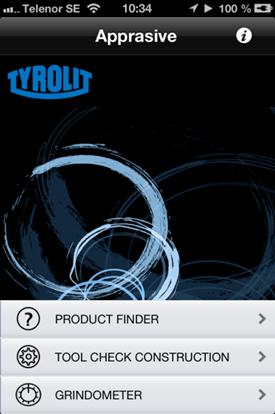 Telenor SE 10:34 100 %
Apprasive
TYROLIT
PRODUCT FINDER
TOOL CHECK CONSTRUCTION
GRINDOMETER